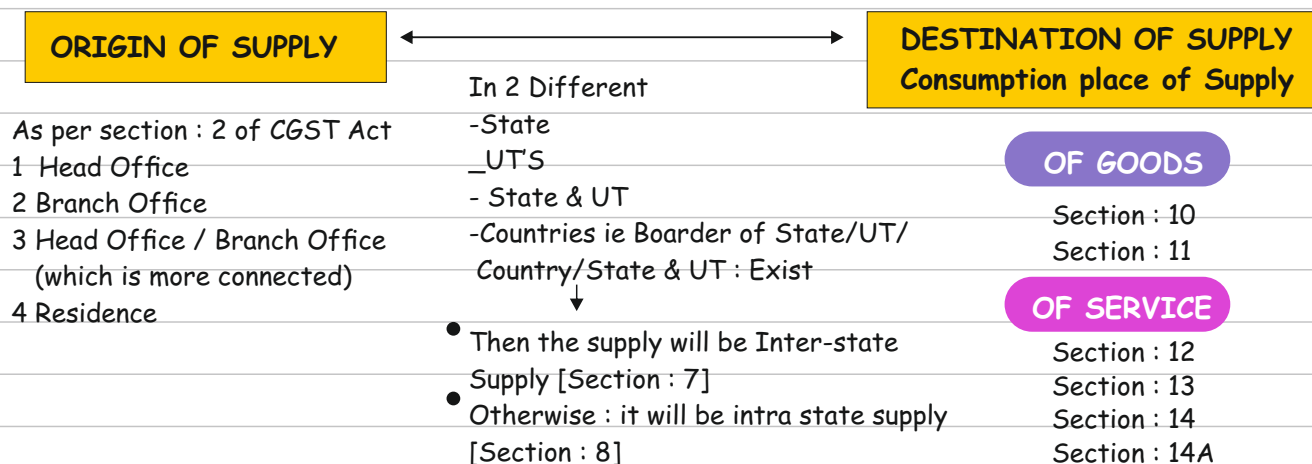 ORIGIN OF SUPPLY
As per section : 2 of CGST Act
1 Head Office
2 Branch Office
3 Head Office / Branch Office
(which is more connected)
4 Residence
In 2 Different
-State
_UT'S
- State & UT
-Countries ie Boarder of State/UT/
Country/State & UT : Exist
Then the supply will be Inter-state
Supply [Section : 7]
Otherwise : it will be intra state supply
[Section : 8]
DESTINATION OF SUPPLY
Consumption place of Supply
OF GOODS
Section : 10
Section : 11
OF SERVICE
Section : 12
Section : 13
Section : 14
Section : 14A